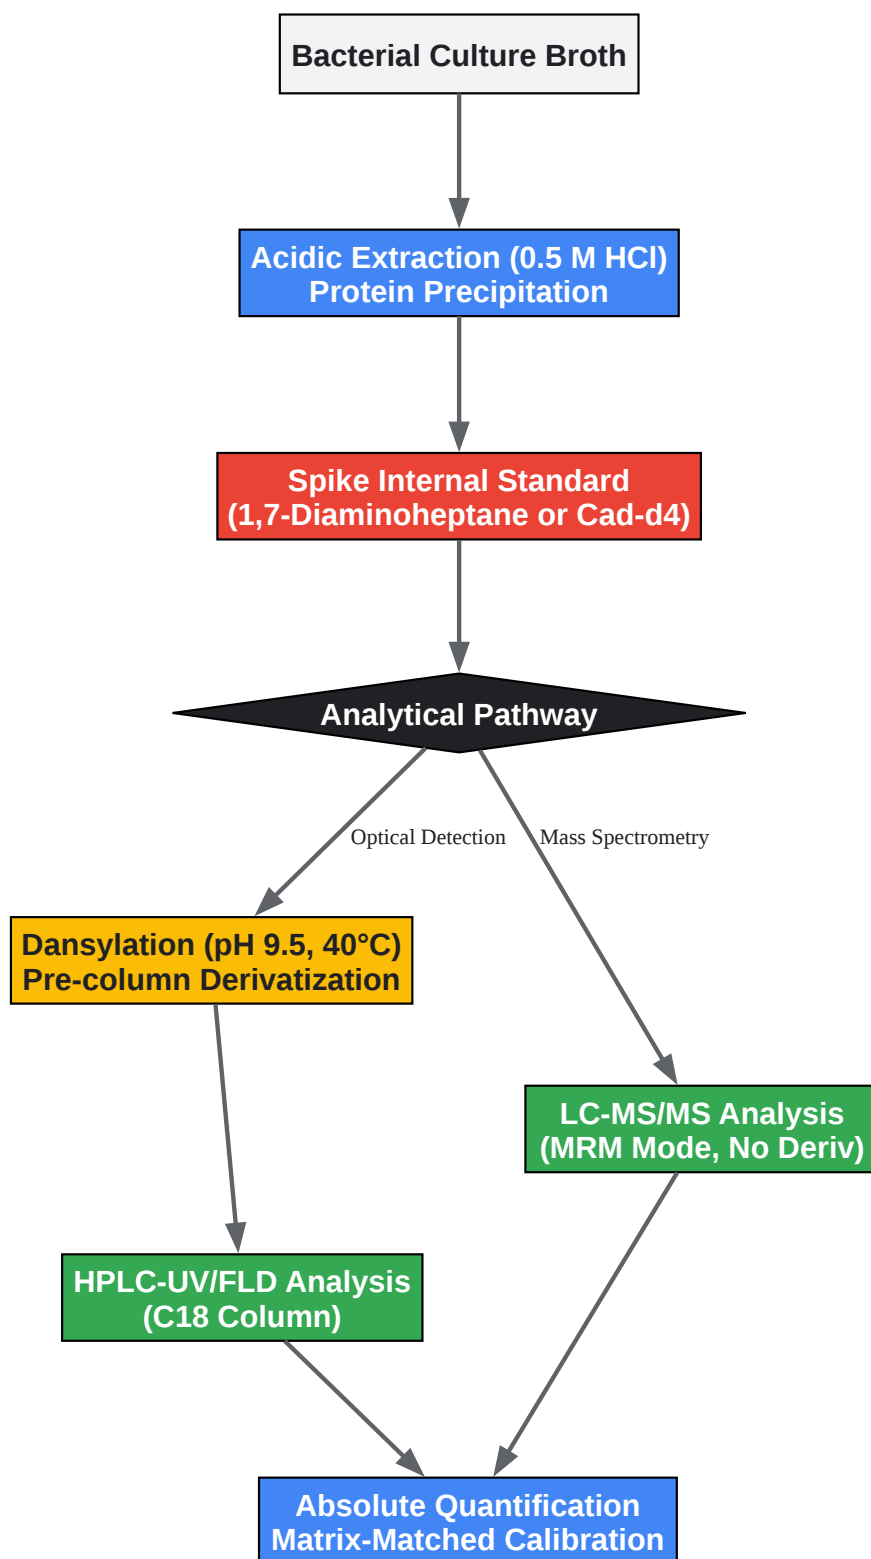 Bacterial Culture Broth
Acidic Extraction (0.5 M HCl)
Protein Precipitation
Spike Internal Standard
(1,7-Diaminoheptane or Cad-d4)
Analytical Pathway
Optical Detection
Mass Spectrometry
Dansylation (pH 9.5, 40°C)
Pre-column Derivatization
LC-MS/MS Analysis
(MRM Mode, No Deriv)
HPLC-UV/FLD Analysis
(C18 Column)
Absolute Quantification
Matrix-Matched Calibration